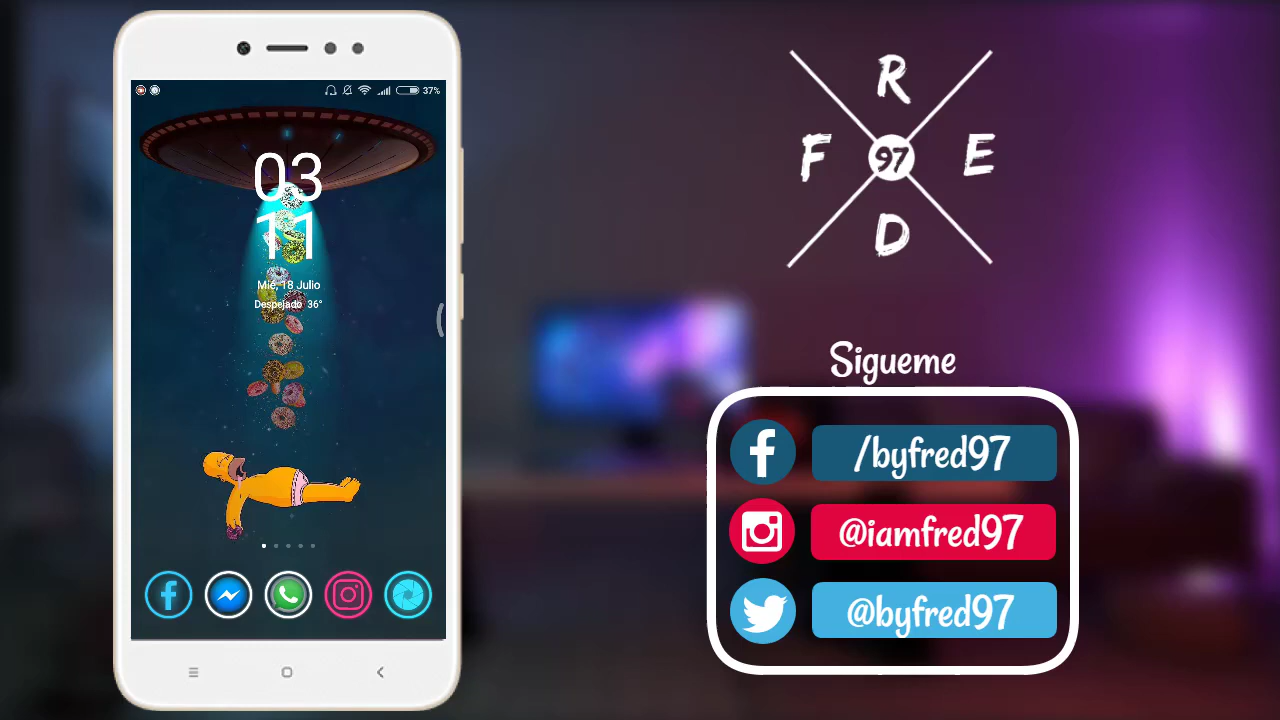 37%
03
11
Mié, 18 Julio
Despejado 36°
R
F 97 E
D
Sigueme
/byfred97
@iamfred97
@byfred97